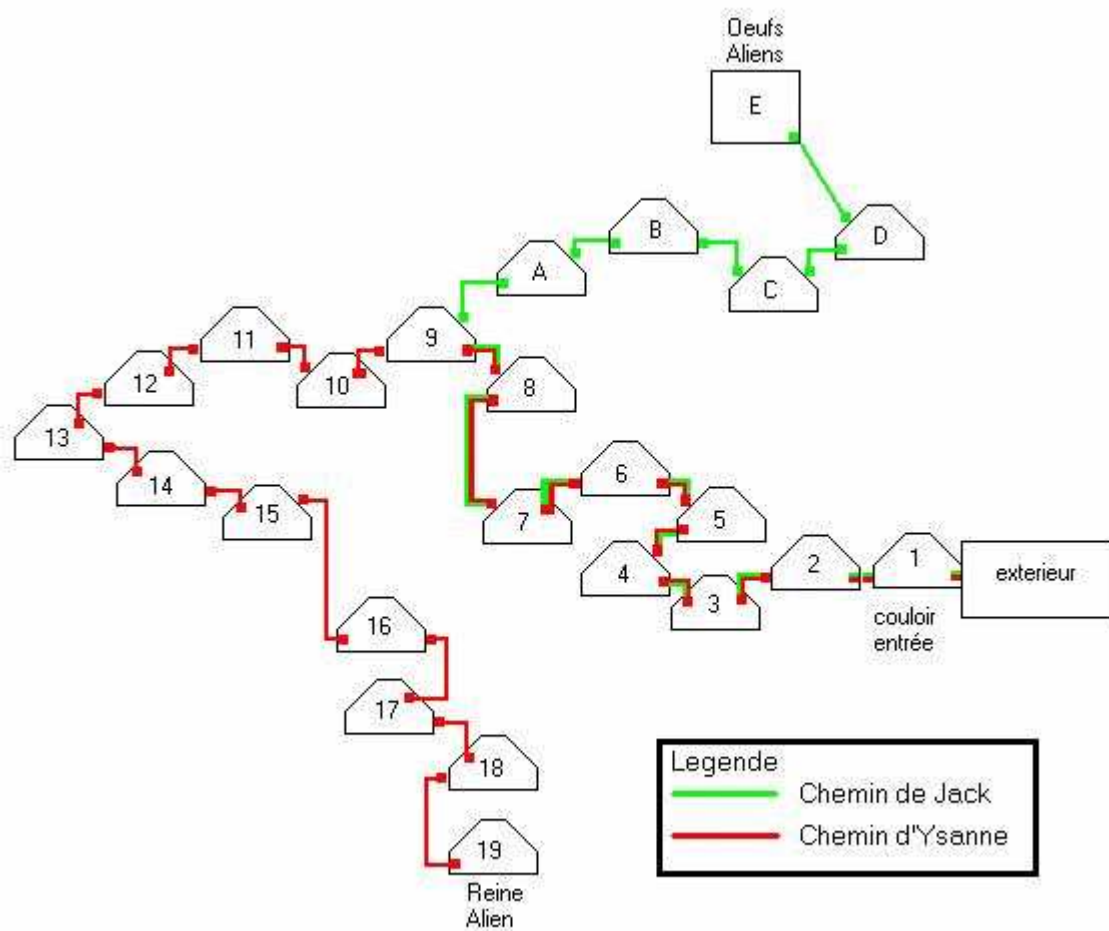 Oeufs
Aliens
E
B
D
A
C
11
9
12
10
8
13
6
14
7
5
15
4
2
1
exterieur
3
couloir
entrée
16
17
18
19
Reine
Alien
Legende
Chemin de Jack
Chemin d'Ysanne